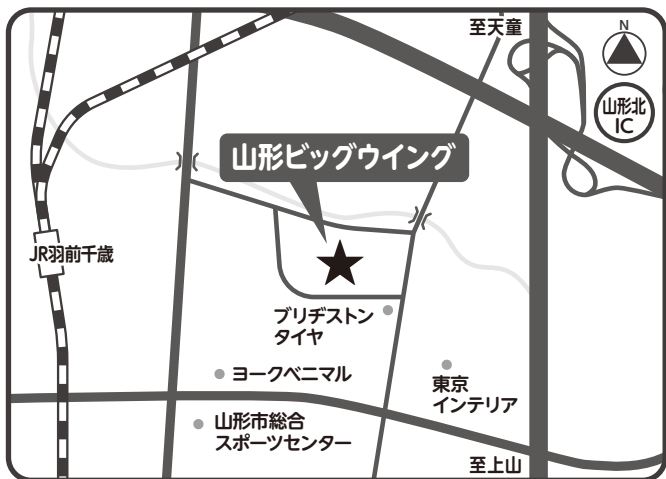 至天童
N
山形北
IC
山形ビッグウイング
JR羽前千歳
ブリヂストン
タイヤ
ヨークベニマル
東京
インテリア
山形市総合
スポーツセンター
至上山